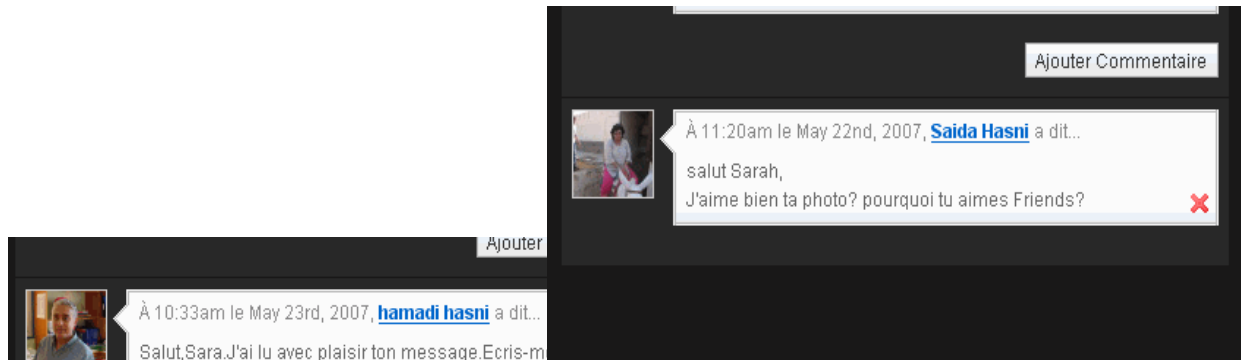 Ajouter Commentaire
À 11:20am le May 22nd, 2007, Saida Hasni a dit...
salut Sarah,
J'aime bien ta photo? pourquoi tu aimes Friends?
Ajouter
À 10:33am le May 23rd, 2007, hamadi hasni a dit...
Salut,Sara.J'ai lu avec plaisir ton message.Ecris-m